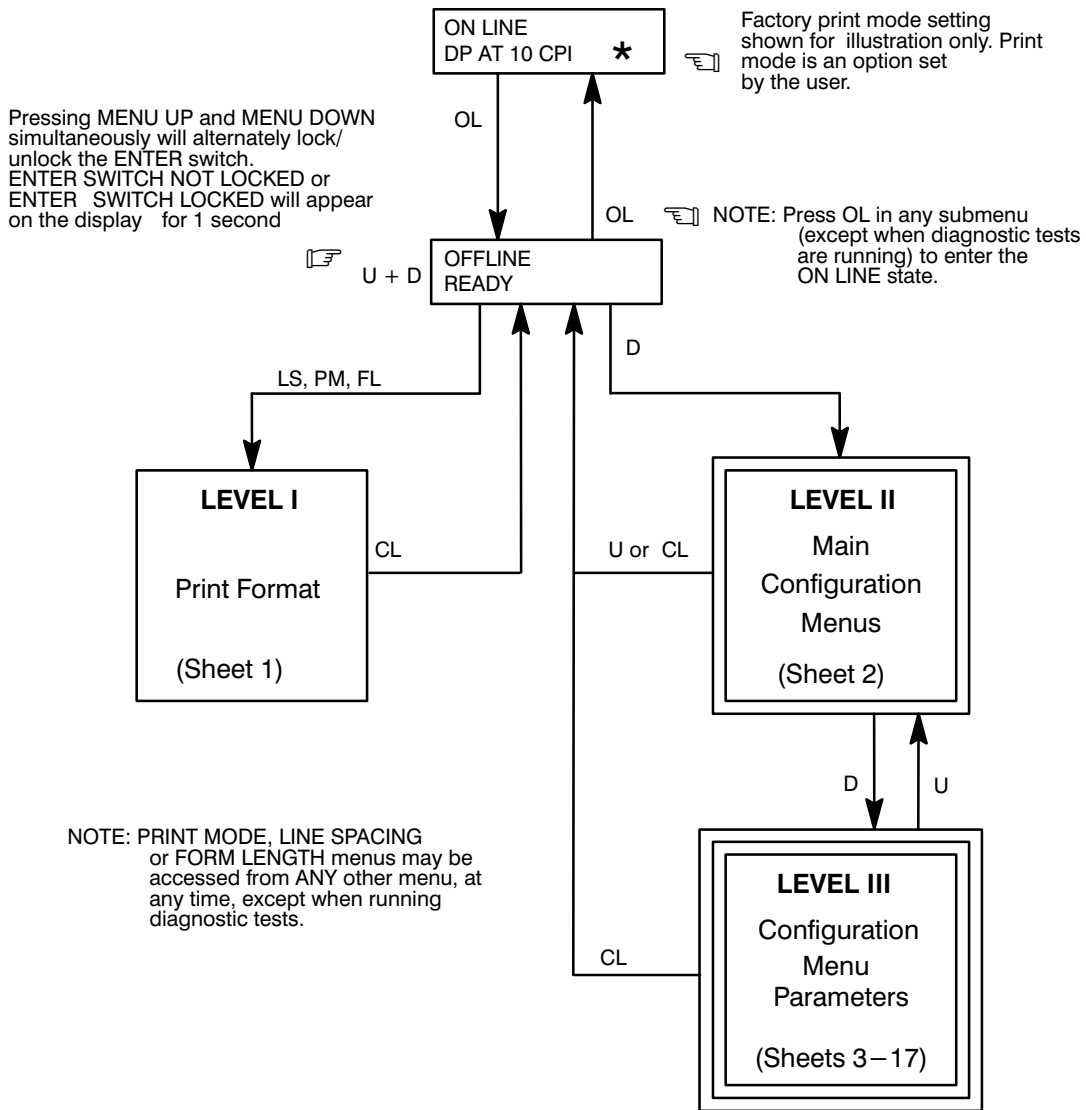 ON LINE
DP AT 10 CPI *
Factory print mode setting
shown for illustration only. Print
mode is an option set
by the user.
Pressing MENU UP and MENU DOWN
simultaneously will alternately lock/
unlock the ENTER switch.
ENTER SWITCH NOT LOCKED or
ENTER SWITCH LOCKED will appear
on the display for 1 second
OL
OL
NOTE: Press OL in any submenu
(except when diagnostic tests
are running) to enter the
ON LINE state.
U + D
OFFLINE
READY
D
LS, PM, FL
LEVEL I
Print Format
(Sheet 1)
CL
U or CL
LEVEL II
Main
Configuration
Menus
(Sheet 2)
D
U
NOTE: PRINT MODE, LINE SPACING
or FORM LENGTH menus may be
accessed from ANY other menu, at
any time, except when running
diagnostic tests.
CL
LEVEL III
Configuration
Menu
Parameters
(Sheets 3−17)